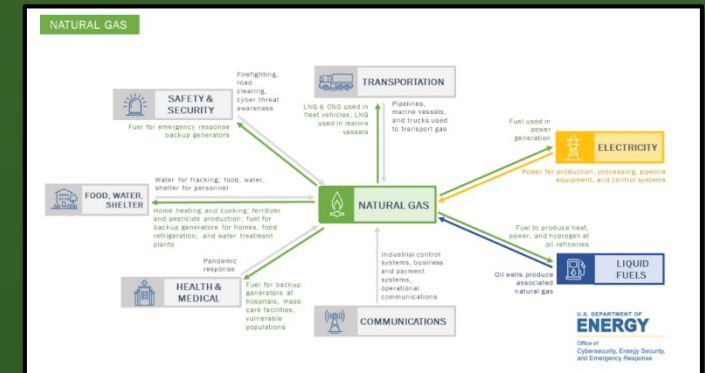 NATURAL GAS
SAFETY &
SECURITY
Firefighting,
road
clearing,
cyber threat
awareness
Fuel for emergency response
backup generators
TRANSPORTATION
LNG & CNG used in
fleet vehicles; LNG
used in marine
vessels
Pipelines,
marine vessels,
and trucks used
to transport gas
Fuel used in
power
generation
ELECTRICITY
Power for production, processing, pipeline
equipment, and control systems
FOOD, WATER,
SHELTER
Water for fracking; food, water,
shelter for personnel
Home heating and cooking; fertilizer
and pesticide production; fuel for
backup generators for homes, food
refrigeration, and water treatment
plants
NATURAL GAS
Fuel to produce heat,
power, and hydrogen at
oil refineries
LIQUID
FUELS
Oil wells produce
associated
natural gas
Pandemic
response
HEALTH &
MEDICAL
Fuel for backup
generators at
hospitals, mass
care facilities,
vulnerable
populations
Industrial control
systems, business
and payment
systems,
operational
communications
COMMUNICATIONS
U.S. DEPARTMENT OF
ENERGY
Office of
Cybersecurity, Energy Security,
and Emergency Response